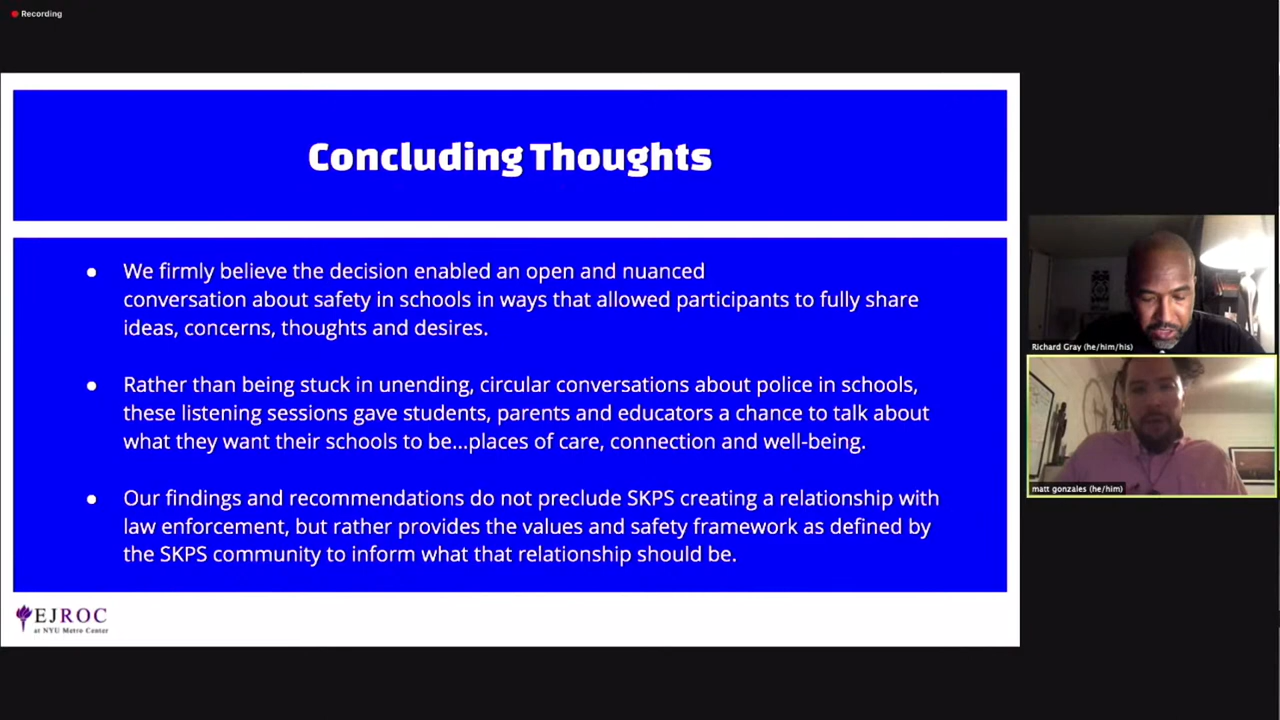 Recording
Concluding Thoughts
● We firmly believe the decision enabled an open and nuanced
conversation about safety in schools in ways that allowed participants to fully share
ideas, concerns, thoughts and desires.
● Rather than being stuck in unending, circular conversations about police in schools,
these listening sessions gave students, parents and educators a chance to talk about
what they want their schools to be...places of care, connection and well-being.
● Our findings and recommendations do not preclude SKPS creating a relationship with
law enforcement, but rather provides the values and safety framework as defined by
the SKPS community to inform what that relationship should be.
EJROC
at NYU Metro Center
Richard Gray (he/him/his)
matt gonzales (he/him)